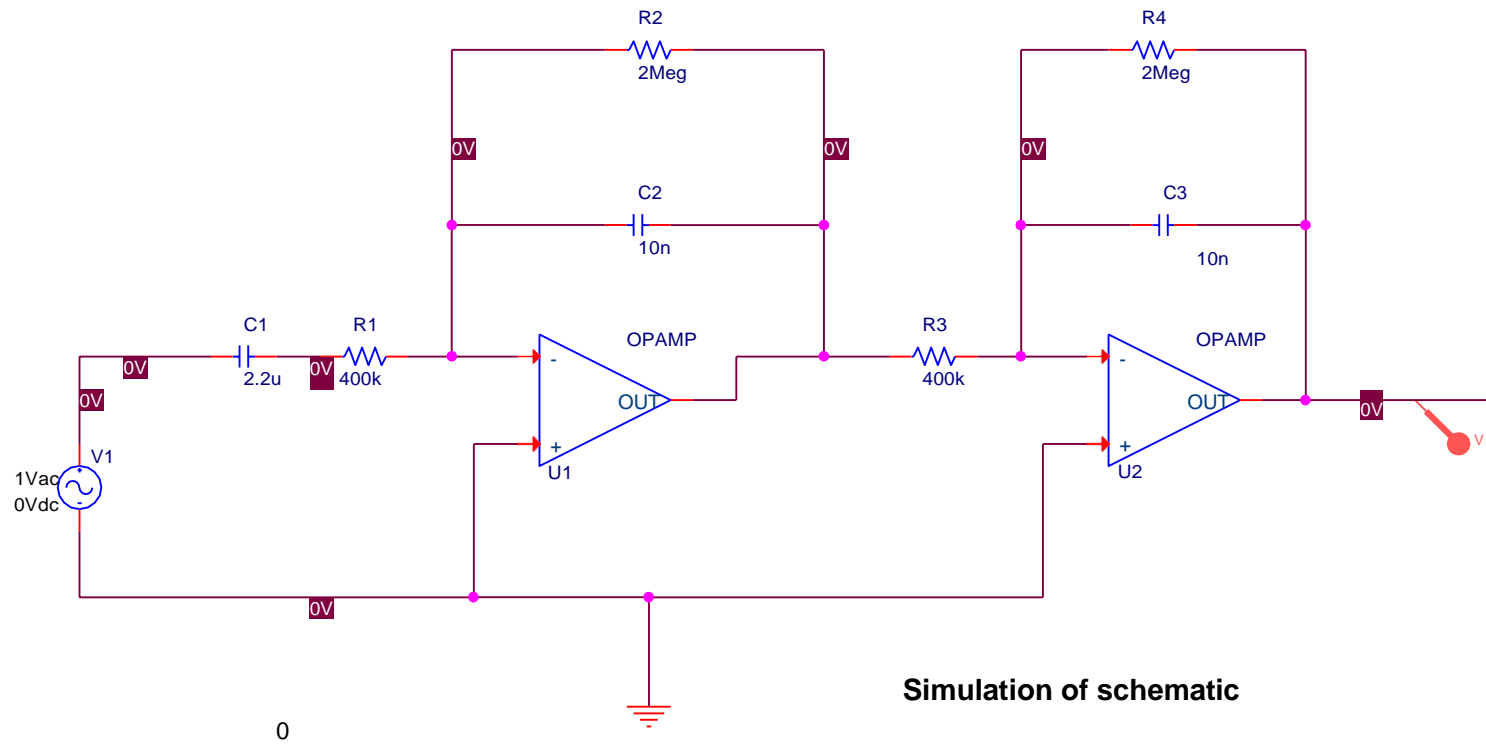 R2
2Meg
R4
2Meg
0V
0V
0V
C2
10n
C3
10n
C1
2.2u
R1
400k
OPAMP
R3
400k
OPAMP
0V
0V
0V
-
+
OUT
U1
-
+
OUT
U2
0V
V
V1
1Vac
0Vdc
+
-
0V
Simulation of schematic
0